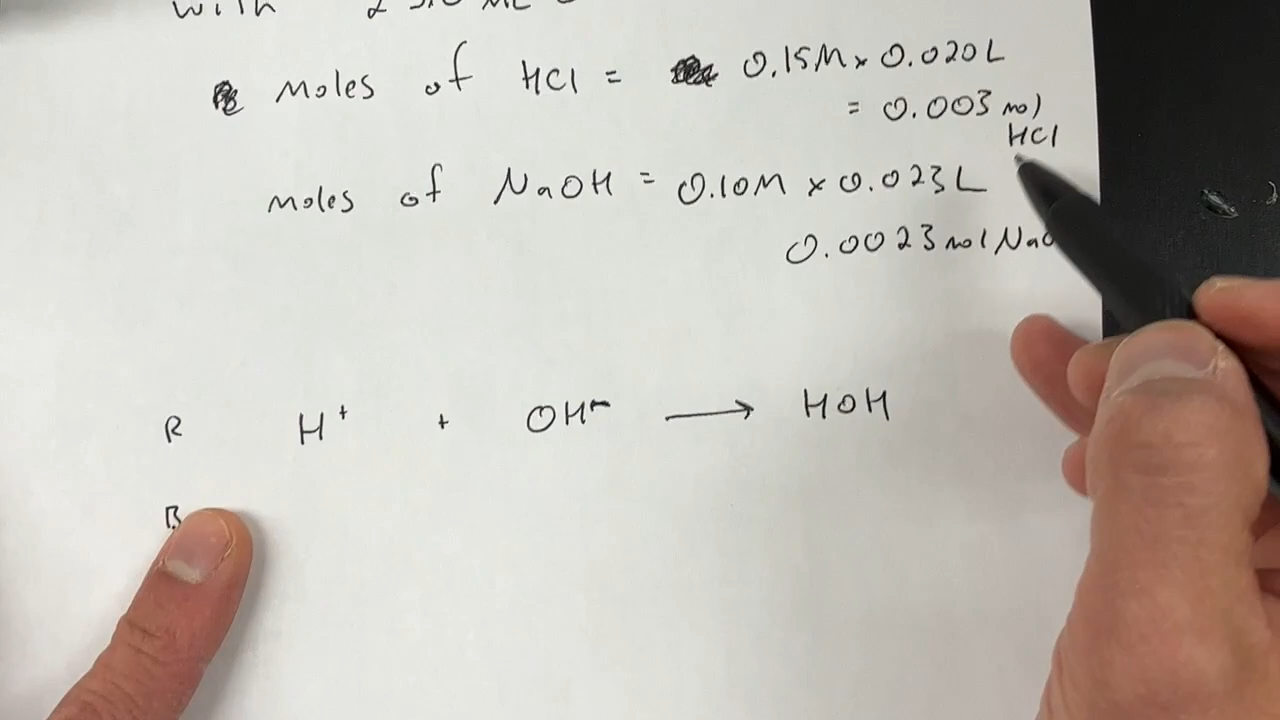 with
moles of HCl = 0.15M x 0.020L
= 0.003 mol
HCl
moles of NaOH = 0.10M x 0.023L
0.0023 mol
R H⁺ + OH⁻ → HOH
B